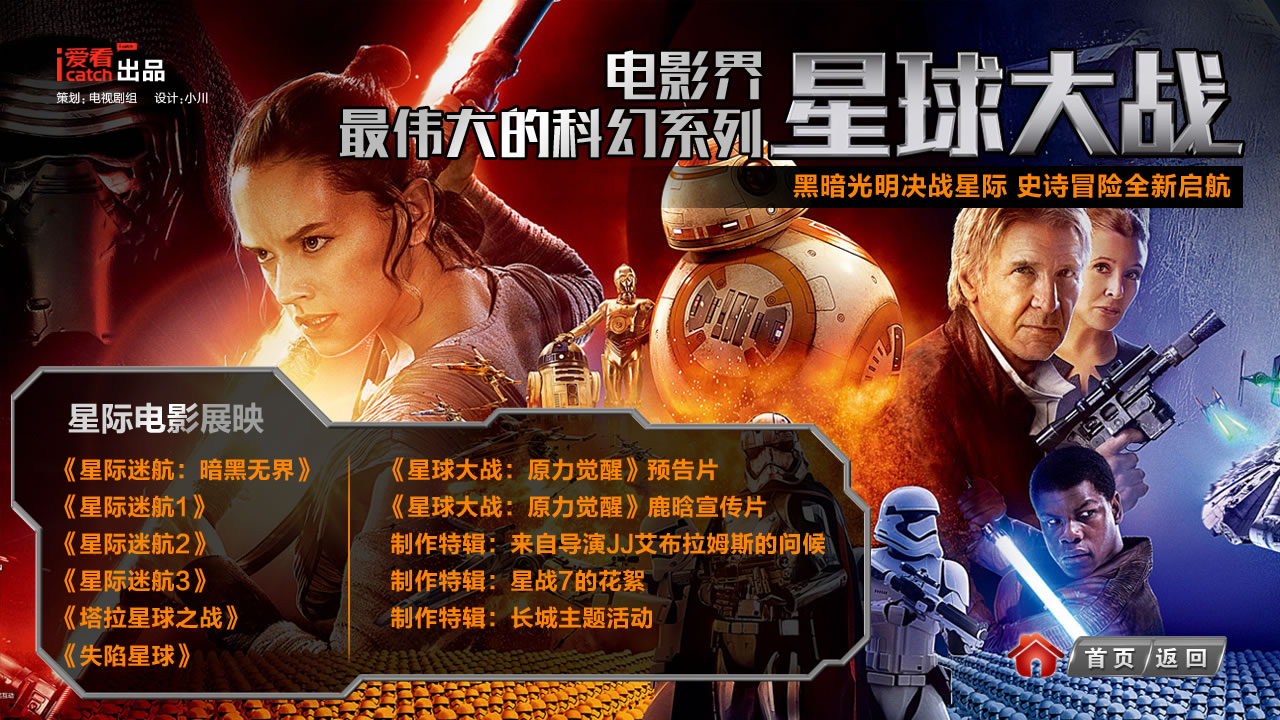 爱看
icatch 出品
策划：电视剧组 设计：小川
电影界
最伟大的科幻系列
星球大战
黑暗光明决战星际 史诗冒险全新启航
星际电影展映
《星际迷航：暗黑无界》
《星际迷航1》
《星际迷航2》
《星际迷航3》
《塔拉星球之战》
《失陷星球》
《星球大战：原力觉醒》预告片
《星球大战：原力觉醒》鹿晗宣传片
制作特辑：来自导演JJ艾布拉姆斯的问候
制作特辑：星战7的花絮
制作特辑：长城主题活动
首页 返回